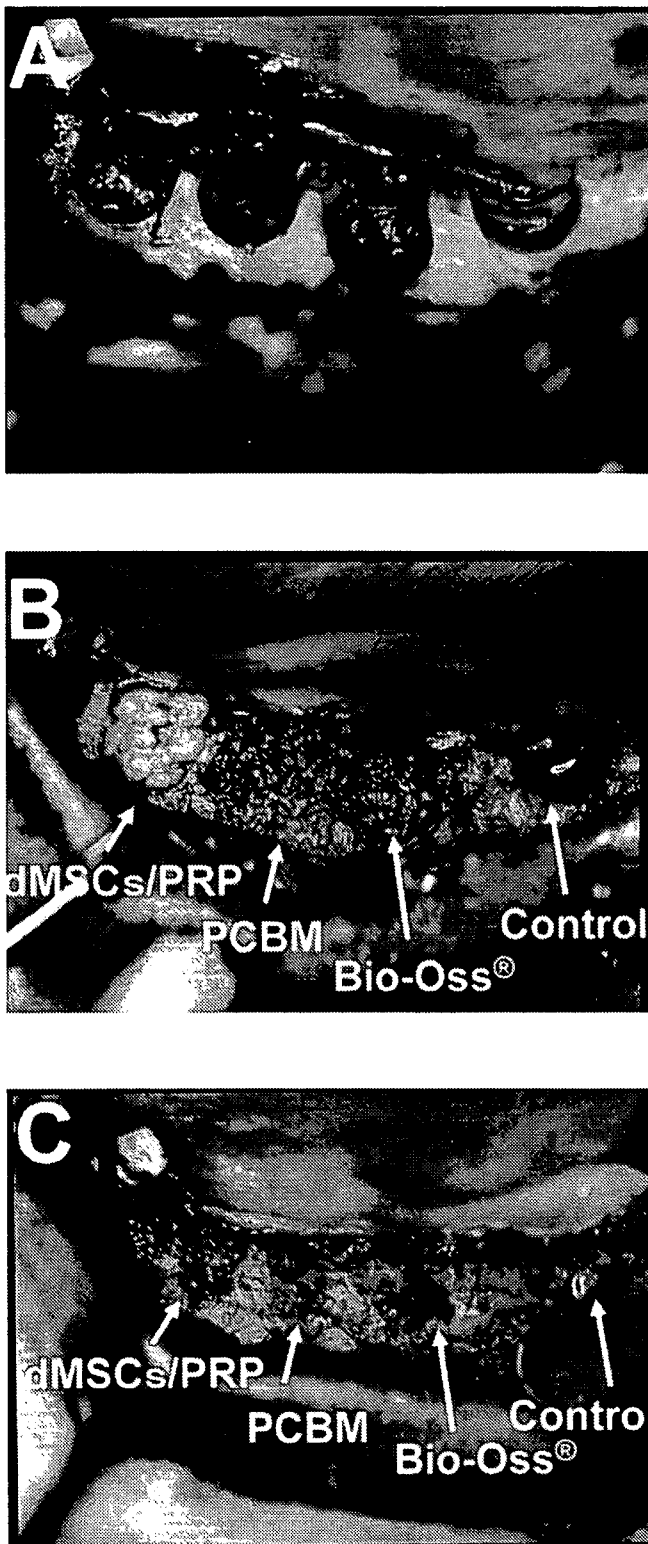 A
B
dMSCs/PRP
PCBM
Bio-Oss®
Control
C
dMSCs/PRP
PCBM
Bio-Oss®
Contro